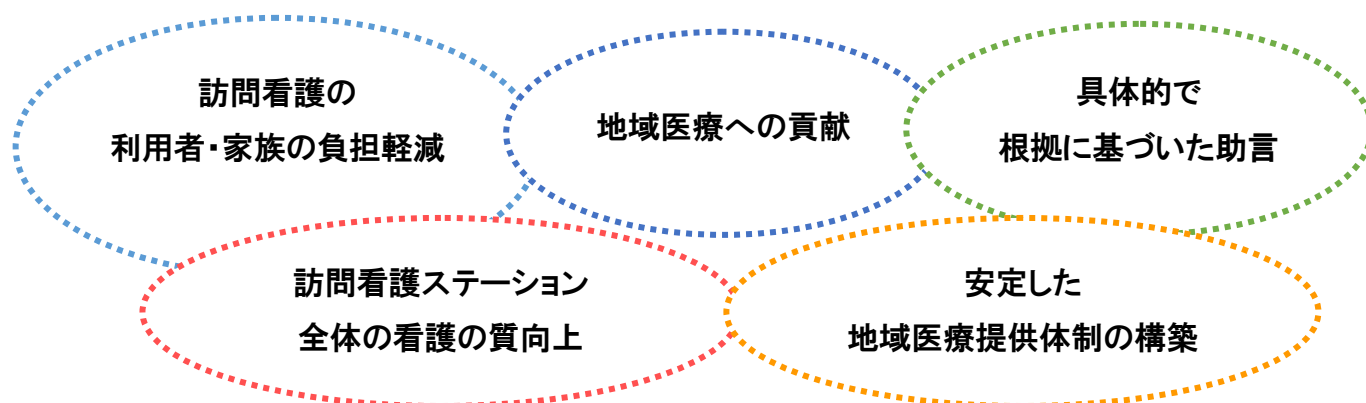 訪問看護の
利用者・家族の負担軽減
地域医療への貢献
具体的で
根拠に基づいた助言
訪問看護ステーション
全体の看護の質向上
安定した
地域医療提供体制の構築